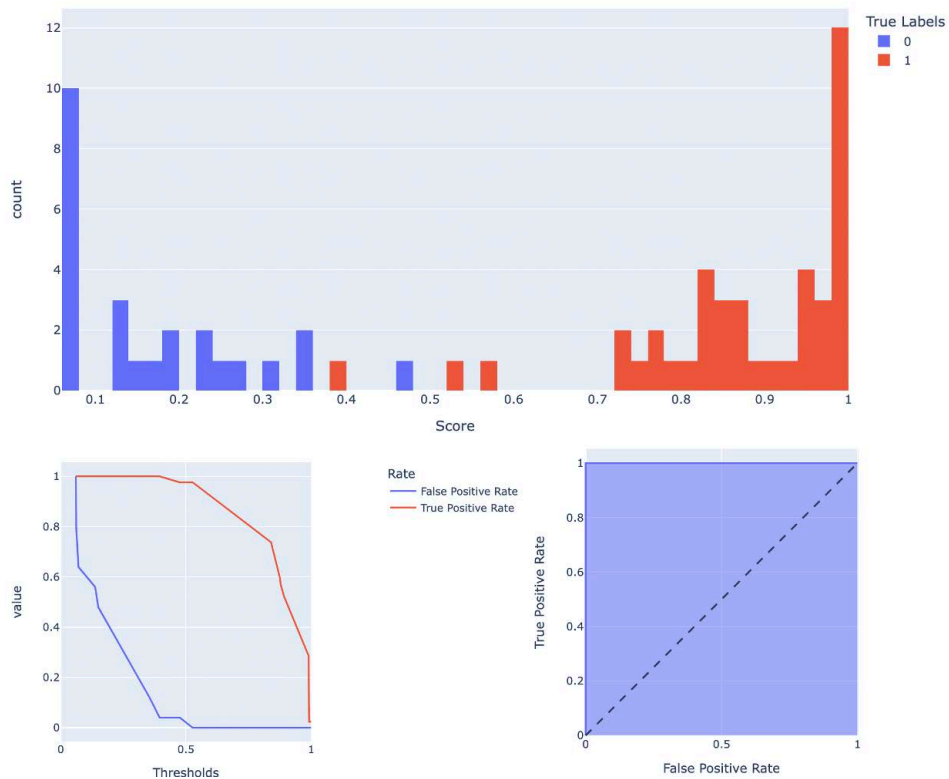 True Labels
0
1
12
10
8
6
4
2
0
count
0.1 0.2 0.3 0.4 0.5 0.6 0.7 0.8 0.9 1
Score
1
0.8
0.6
0.4
0.2
0
value
0 0.5 1
Thresholds
Rate
False Positive Rate
True Positive Rate
1
0.8
0.6
0.4
0.2
0
True Positive Rate
0 0.5 1
False Positive Rate